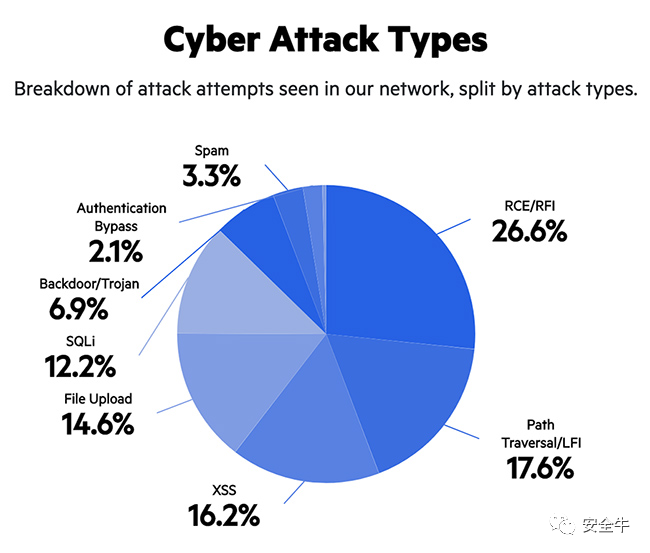 Cyber Attack Types
Breakdown of attack attempts seen in our network, split by attack types.
Spam
3.3%
Authentication
Bypass
2.1%
Backdoor/Trojan
6.9%
SQLi
12.2%
File Upload
14.6%
XSS
16.2%
RCE/RFI
26.6%
Path
Traversal/LFI
17.6%
安全牛